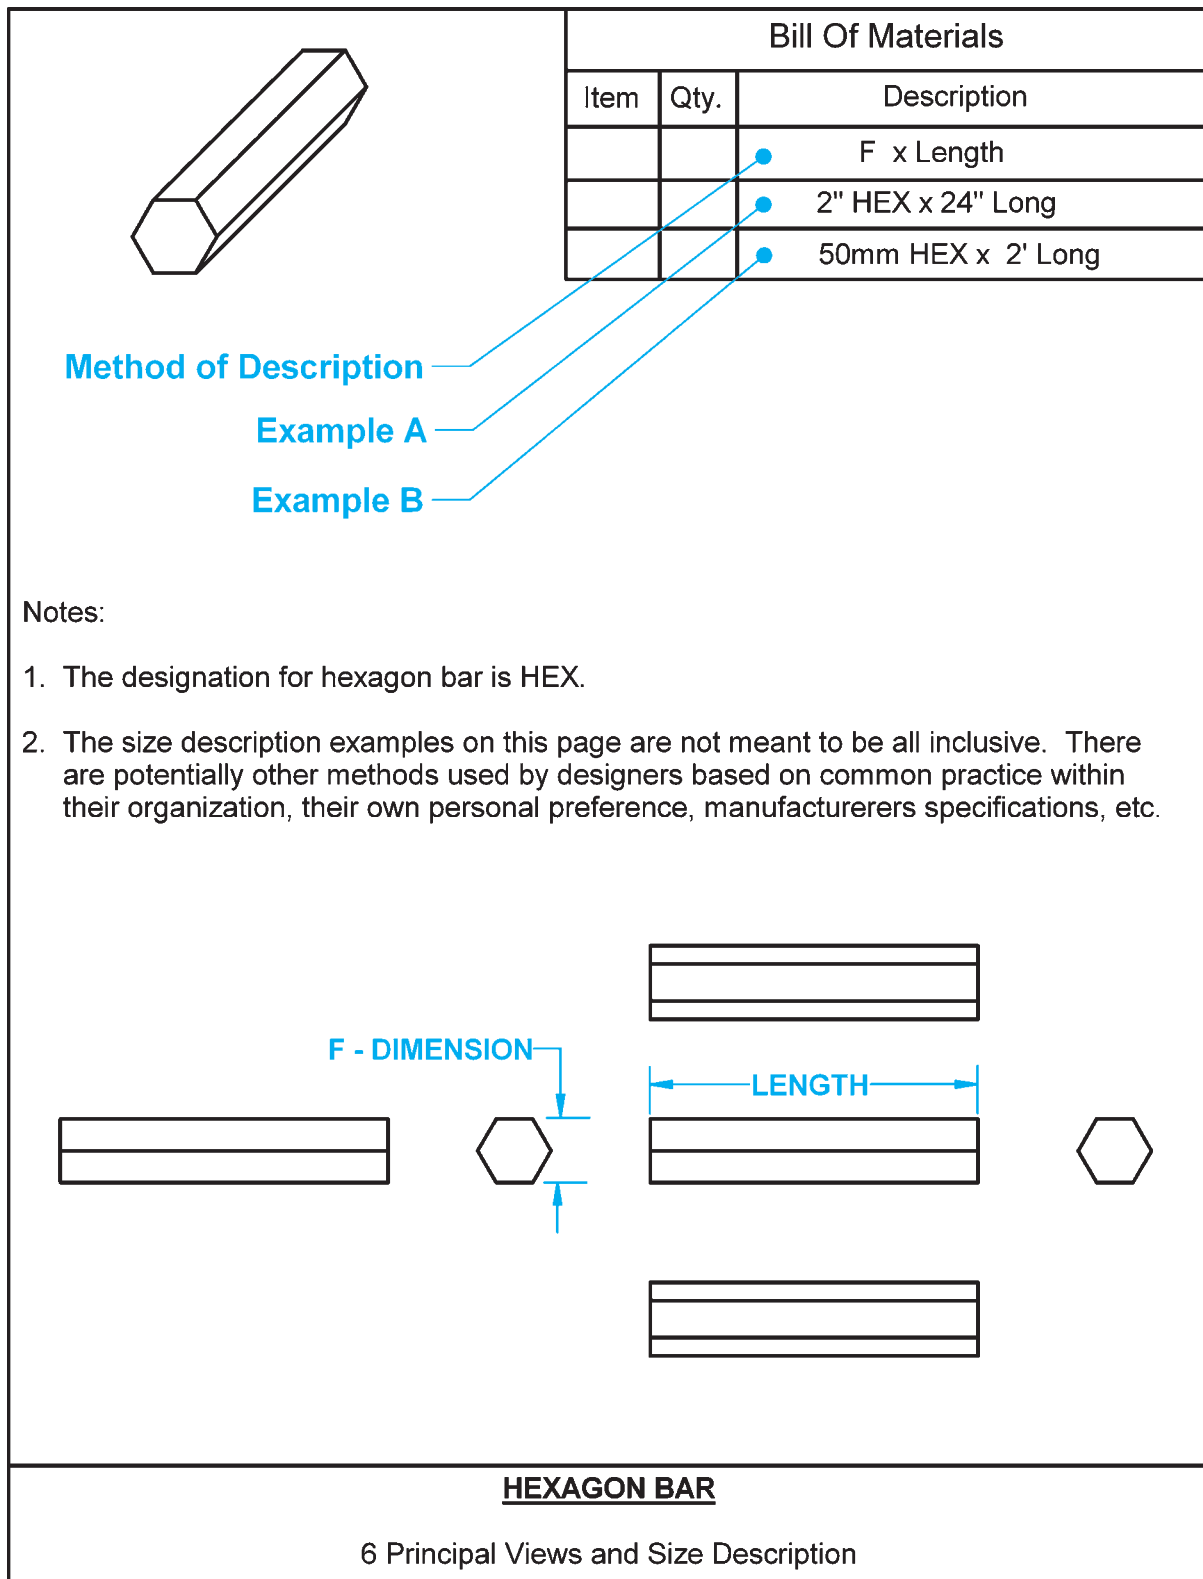 Bill Of Materials
Item Qty. Description
F x Length
2" HEX x 24" Long
50mm HEX x 2' Long
Method of Description
Example A
Example B
Notes:
1. The designation for hexagon bar is HEX.
2. The size description examples on this page are not meant to be all inclusive. There
are potentially other methods used by designers based on common practice within
their organization, their own personal preference, manufacturerers specifications, etc.
F - DIMENSION
LENGTH
HEXAGON BAR
6 Principal Views and Size Description